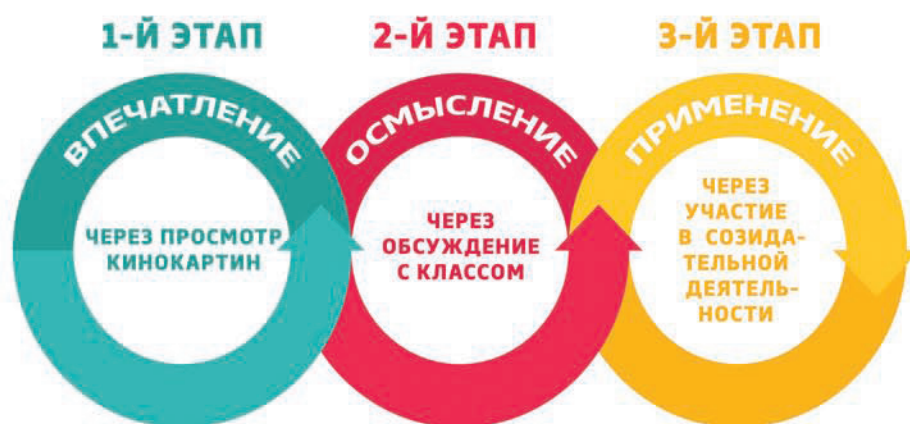 1-Й ЭТАП
ВПЕЧАТЛЕНИЕ
ЧЕРЕЗ ПРОСМОТР
КИНОКАРТИН
2-Й ЭТАП
ОСМЫСЛЕНИЕ
ЧЕРЕЗ
ОБСУЖДЕНИЕ
С КЛАССОМ
3-Й ЭТАП
ПРИМЕНЕНИЕ
ЧЕРЕЗ
УЧАСТИЕ
В СОЗИДА-
ТЕЛЬНОЙ
ДЕЯТЕЛЬ-
НОСТИ